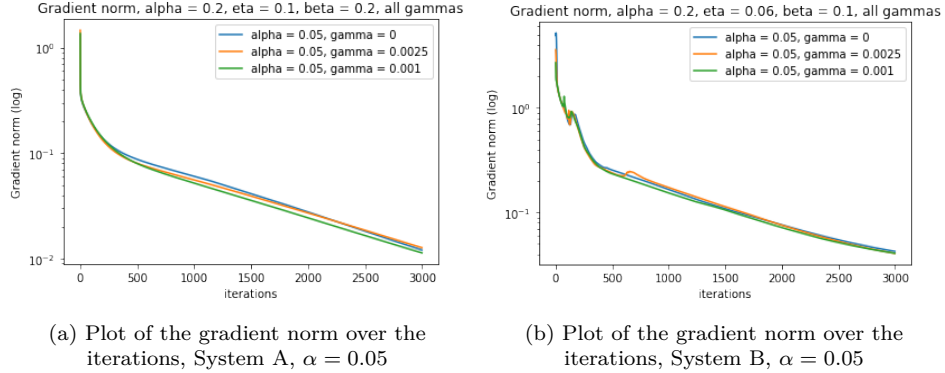 Gradient norm, alpha = 0.2, eta = 0.1, beta = 0.2, all gammas
Gradient norm (log)
10⁰
10⁻¹
10⁻²
alpha = 0.05, gamma = 0
alpha = 0.05, gamma = 0.0025
alpha = 0.05, gamma = 0.001
0 500 1000 1500 2000 2500 3000
iterations
(a) Plot of the gradient norm over the
iterations, System A, α = 0.05
Gradient norm, alpha = 0.2, eta = 0.06, beta = 0.1, all gammas
Gradient norm (log)
10⁰
10⁻¹
alpha = 0.05, gamma = 0
alpha = 0.05, gamma = 0.0025
alpha = 0.05, gamma = 0.001
0 500 1000 1500 2000 2500 3000
iterations
(b) Plot of the gradient norm over the
iterations, System B, α = 0.05